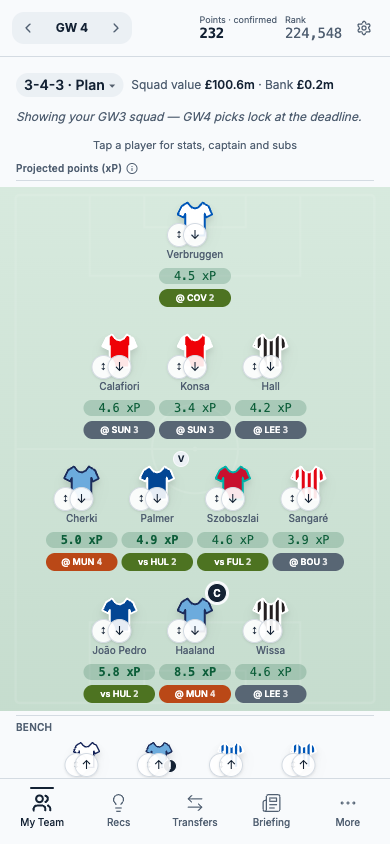 GW 4
Points · confirmed
232
Rank
224,548
3-4-3 · Plan
Squad value £100.6m · Bank £0.2m
Showing your GW3 squad — GW4 picks lock at the deadline.
Tap a player for stats, captain and subs
Projected points (xP)
Verbruggen
4.5 xP
@ COV 2
Calafiori Konsa Hall
4.6 xP 3.4 xP 4.2 xP
@ SUN 3 @ SUN 3 @ LEE 3
V
Cherki Palmer Szoboszlai Sangaré
5.0 xP 4.9 xP 4.6 xP 3.9 xP
@ MUN 4 vs HUL 2 vs FUL 2 @ BOU 3
C
João Pedro Haaland Wissa
5.8 xP 8.5 xP 4.6 xP
vs HUL 2 @ MUN 4 @ LEE 3
BENCH
My Team Recs Transfers Briefing More